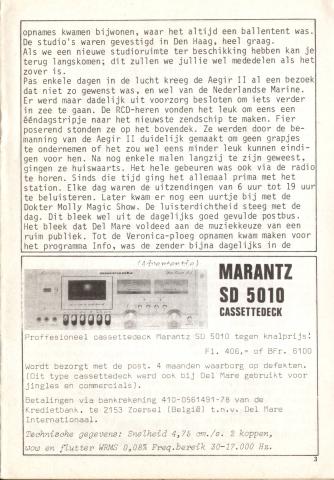 opnames kwamen bijwonen, waar het altijd een ballentent was.
De studio's waren gevestigd in Den Haag, heel graag.
Als we een nieuwe studioruimte ter beschikking hebben kan je
terug langskomen; dit zullen we jullie wel mededelen als het
zover is.
Pas enkele dagen in de lucht kreeg de Aegir II al een bezoek
dat niet zo gewenst was, en wel van de Nederlandse Marine.
Er werd maar dadelijk uit voorzorg besloten om iets verder
in zee te gaan. De RCD-heren vonden het leuk om eens een
ééndagstripje naar het nieuwste zendschip te maken. Fier
poserend stonden ze op het bovendek. Ze werden door de be-
manning van de Aegir II duidelijk gemaakt om geen grapjes
te ondernemen of het zou wel eens minder leuk kunnen eindi-
gen voor hen. Na nog enkele malen langzij te zijn geweest,
gingen ze huiswaarts. Het hele gebeuren was ook via de radio
te horen. Sinds die tijd ging het allemaal prima met het
station. Elke dag waren de uitzendingen van 6 uur tot 19 uur
te beluisteren. Later kwam er nog een uurtje bij met de
Dokter Molly Magic Show. De luisterdichtheid steeg met de
dag. Dit bleek wel uit de dagelijks goed gevulde postbus.
Het bleek dat Del Mare voldeed aan de muziekkeuze van een
ruim publiek. Tot de Veronica-ploeg opnamen kwam maken voor
het programma Info, was de zender bijna dagelijks in de
(Advertentie)
MARANTZ
SD 5010
CASSETTEDECK
Proffesioneel cassettedeck Marantz SD 5010 tegen knalprijs:
Fl. 406,- of BFr. 6100
Wordt bezorgt met de post. 4 maanden waarborg op defekten.
(Dit type cassettedeck werd ook bij Del Mare gebruikt voor
jingles en commercials).
Betalingen via bankrekening 410-0561491-78 van de
Kredietbank, te 2153 Zoersel (België) t.n.v. Del Mare
Internationaal.
Technische gegevens: Snelheid 4,75 cm./s. 2 koppen,
wow en flutter WRMS 0,08% Freq.bereik 30-17.000 Hz.
3